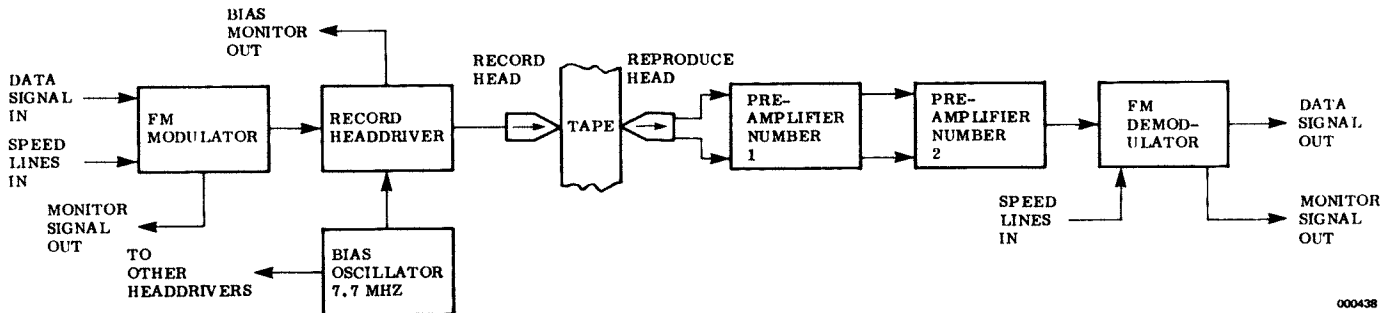 BIAS
MONITOR
OUT
DATA
SIGNAL
IN
SPEED
LINES
IN
FM
MODULATOR
MONITOR
SIGNAL
OUT
RECORD
HEADDRIVER
TO
OTHER
HEADDRIVERS
BIAS
OSCILLATOR
7.7 MHZ
RECORD
HEAD
TAPE
REPRODUCE
HEAD
PRE-
AMPLIFIER
NUMBER
1
PRE-
AMPLIFIER
NUMBER
2
SPEED
LINES
IN
FM
DEMOD-
ULATOR
DATA
SIGNAL
OUT
MONITOR
SIGNAL
OUT
000438